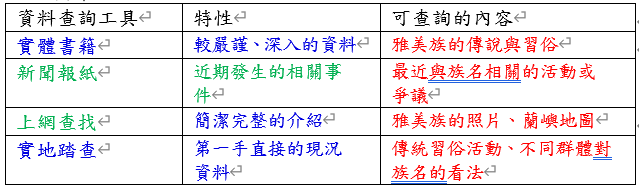 資料查詢工具 特性 可查詢的內容
實體書籍 較嚴謹、深入的資料 雅美族的傳說與習俗
新聞報紙 近期發生的相關事件 最近與族名相關的活動或爭議
上網查找 簡潔完整的介紹 雅美族的照片、蘭嶼地圖
實地踏查 第一手直接的現況資料 傳統習俗活動、不同群體對族名的看法